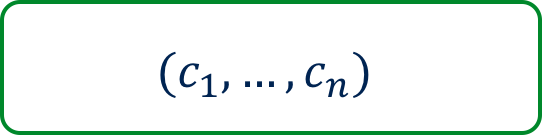 (c₁, … , cₙ)